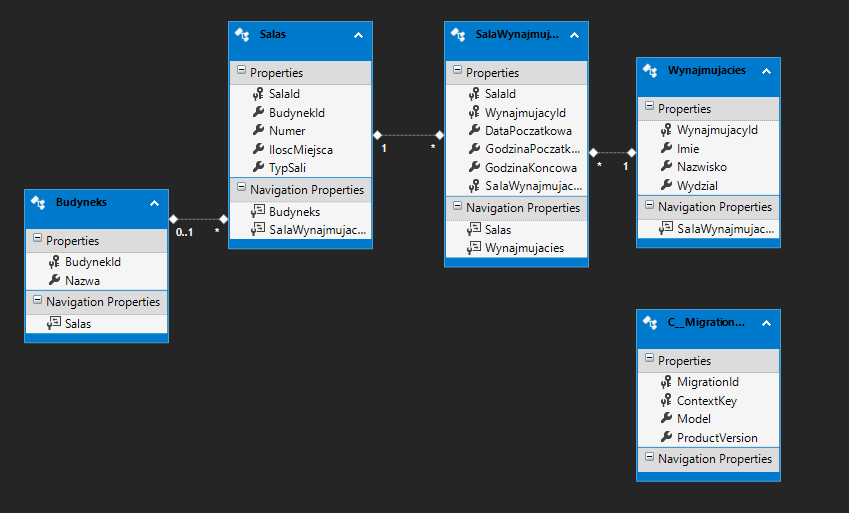 Salas
Properties
SalaId
BudynekId
Numer
IloscMiejsca
TypSali
Navigation Properties
Budyneks
SalaWynajmujac...
1
*
SalaWynajmuj...
Properties
SalaId
WynajmujacyId
DataPoczatkowa
GodzinaPoczatk...
GodzinaKoncowa
SalaWynajmujac...
Navigation Properties
Salas
Wynajmujacies
*
1
Wynajmujacies
Properties
WynajmujacyId
Imie
Nazwisko
Wydzial
Navigation Properties
SalaWynajmujac...
Budyneks
Properties
BudynekId
Nazwa
Navigation Properties
Salas
0..1
*
C__Migration...
Properties
MigrationId
ContextKey
Model
ProductVersion
Navigation Properties